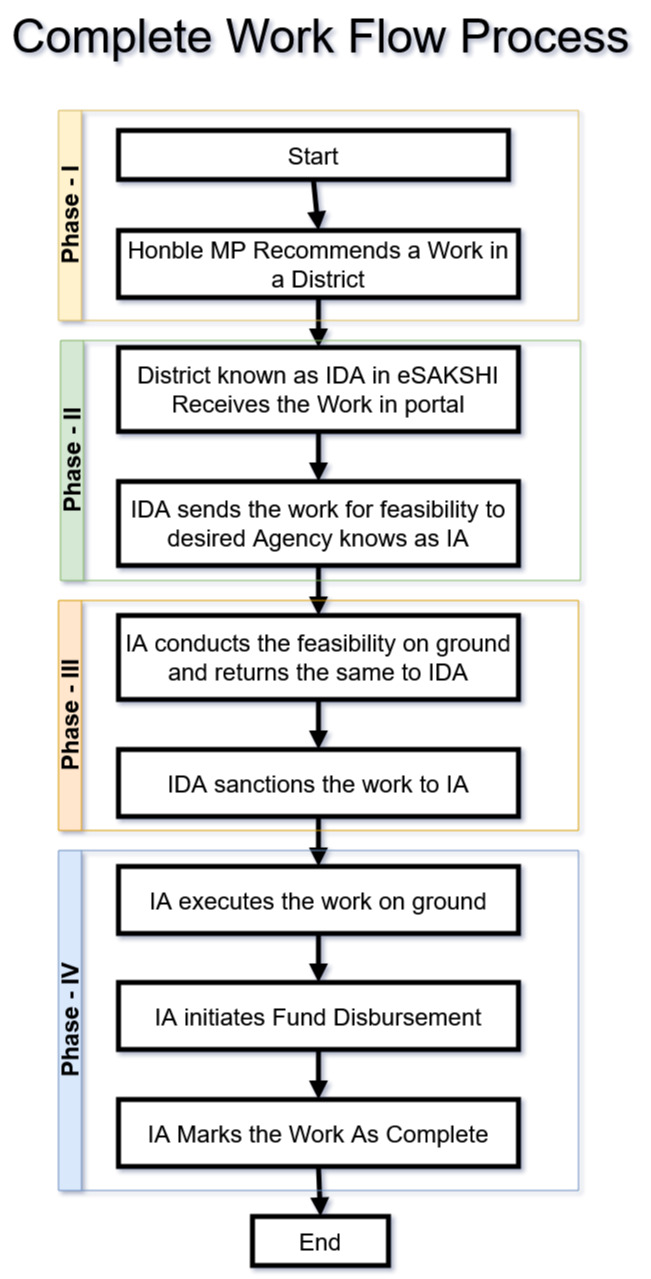 Complete Work Flow Process
Phase - I
Start
Honble MP Recommends a Work in
a District
Phase - II
District known as IDA in eSAKSHI
Receives the Work in portal
IDA sends the work for feasibility to
desired Agency knows as IA
Phase - III
IA conducts the feasibility on ground
and returns the same to IDA
IDA sanctions the work to IA
Phase - IV
IA executes the work on ground
IA initiates Fund Disbursement
IA Marks the Work As Complete
End